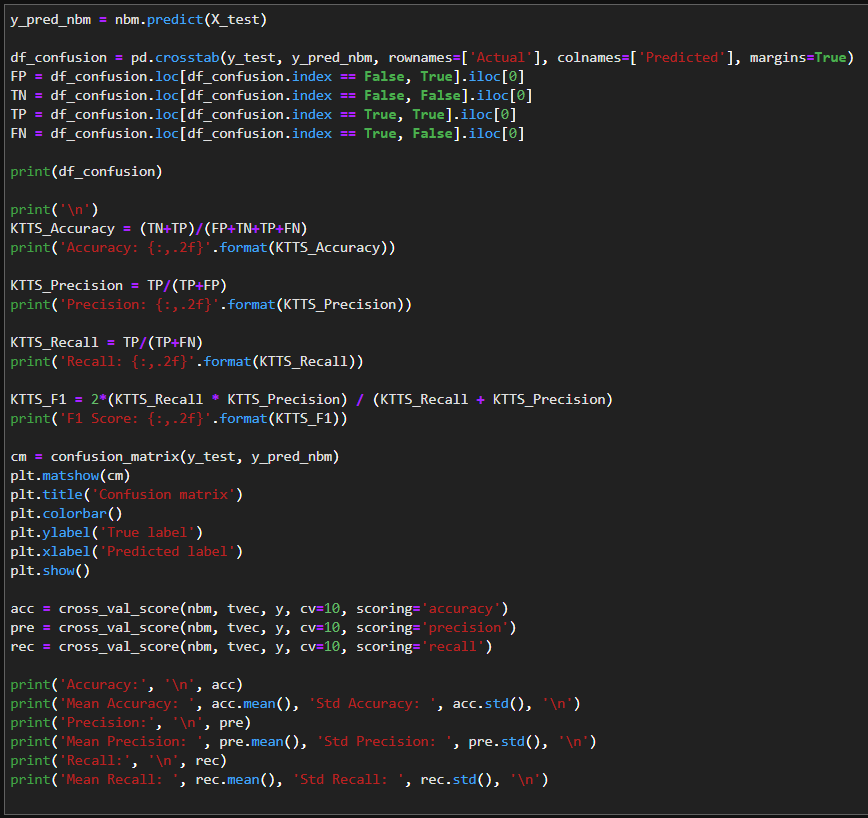 y_pred_nbm = nbm.predict(X_test)
df_confusion = pd.crosstab(y_test, y_pred_nbm, rownames=['Actual'], colnames=['Predicted'], margins=True)
FP = df_confusion.loc[df_confusion.index == False, True].iloc[0]
TN = df_confusion.loc[df_confusion.index == False, False].iloc[0]
TP = df_confusion.loc[df_confusion.index == True, True].iloc[0]
FN = df_confusion.loc[df_confusion.index == True, False].iloc[0]
print(df_confusion)
print('\n')
KTTS_Accuracy = (TN+TP)/(FP+TN+TP+FN)
print('Accuracy: {:,.2f}'.format(KTTS_Accuracy))
KTTS_Precision = TP/(TP+FP)
print('Precision: {:,.2f}'.format(KTTS_Precision))
KTTS_Recall = TP/(TP+FN)
print('Recall: {:,.2f}'.format(KTTS_Recall))
KTTS_F1 = 2*(KTTS_Recall * KTTS_Precision) / (KTTS_Recall + KTTS_Precision)
print('F1 Score: {:,.2f}'.format(KTTS_F1))
cm = confusion_matrix(y_test, y_pred_nbm)
plt.matshow(cm)
plt.title('Confusion matrix')
plt.colorbar()
plt.ylabel('True label')
plt.xlabel('Predicted label')
plt.show()
acc = cross_val_score(nbm, tvec, y, cv=10, scoring='accuracy')
pre = cross_val_score(nbm, tvec, y, cv=10, scoring='precision')
rec = cross_val_score(nbm, tvec, y, cv=10, scoring='recall')
print('Accuracy:', '\n', acc)
print('Mean Accuracy: ', acc.mean(), 'Std Accuracy: ', acc.std(), '\n')
print('Precision:', '\n', pre)
print('Mean Precision: ', pre.mean(), 'Std Precision: ', pre.std(), '\n')
print('Recall:', '\n', rec)
print('Mean Recall: ', rec.mean(), 'Std Recall: ', rec.std(), '\n')